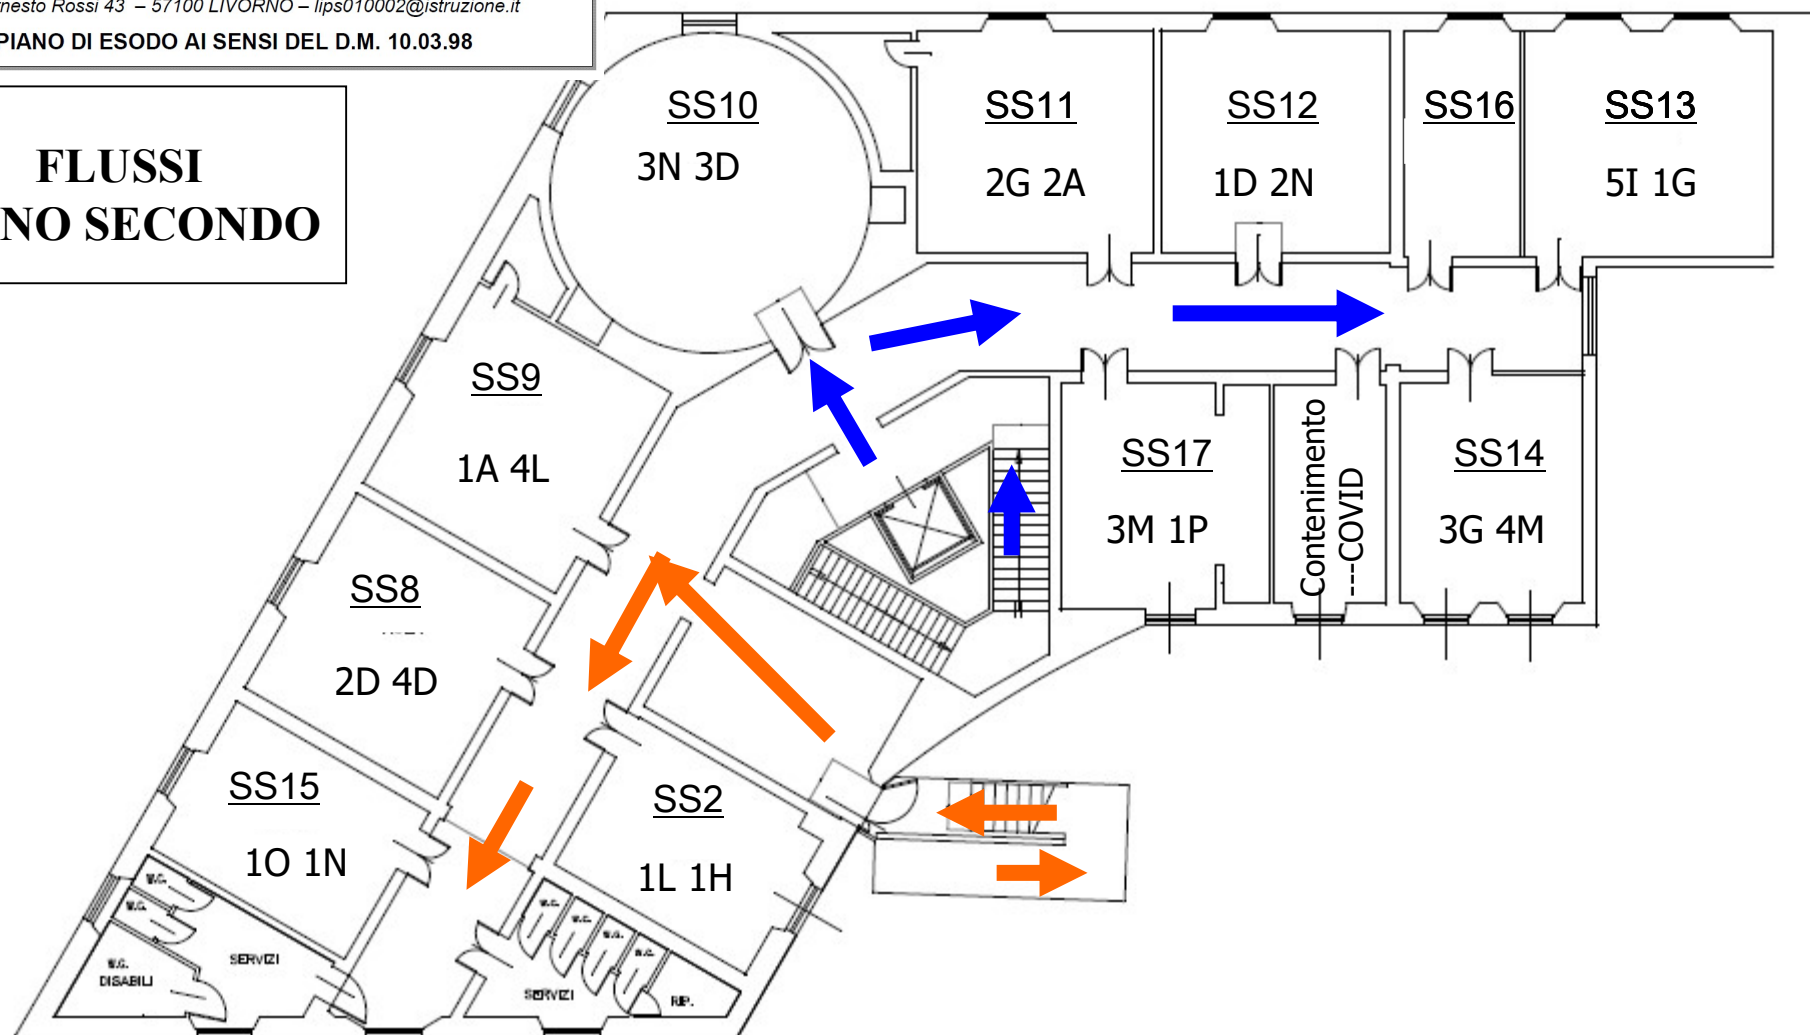 rnesto Rossi 43 – 57100 LIVORNO – lips010002@istruzione.it
PIANO DI ESODO AI SENSI DEL D.M. 10.03.98
FLUSSI
NO SECONDO
SS10
3N 3D
SS11
2G 2A
SS12
1D 2N
SS16
SS13
5I 1G
SS9
1A 4L
SS17
3M 1P
Contenimento
----COVID
SS14
3G 4M
SS8
2D 4D
SS15
1O 1N
SS2
1L 1H
W.C.
W.C.
W.C.
DISABILI
SERVIZI
W.C.
W.C.
W.C.
W.C.
SERVIZI
RIP.